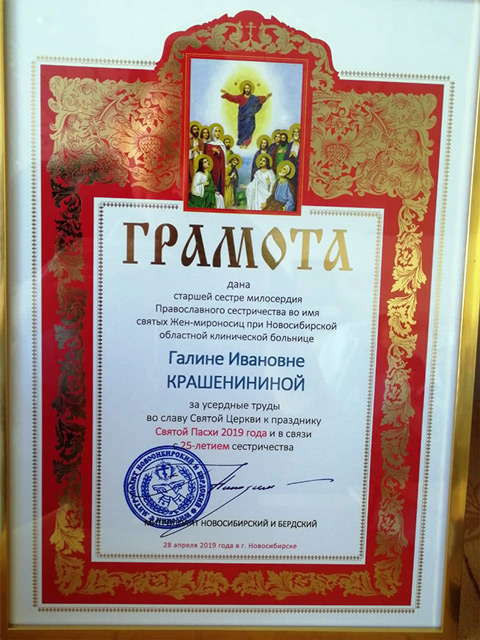 ГРАМОТА
дана
старшей сестре милосердия
Православного сестричества во имя
святых Жен-мироносиц при Новосибирской
областной клинической больнице
Галине Ивановне
КРАШЕНИНИНОЙ
за усердные труды
во славу Святой Церкви к празднику
Святой Пасхи 2019 года и в связи
с 25-летием сестричества
МИТРОПОЛИТ НОВОСИБИРСКИЙ И БЕРДСКИЙ
28 апреля 2019 года в г. Новосибирске